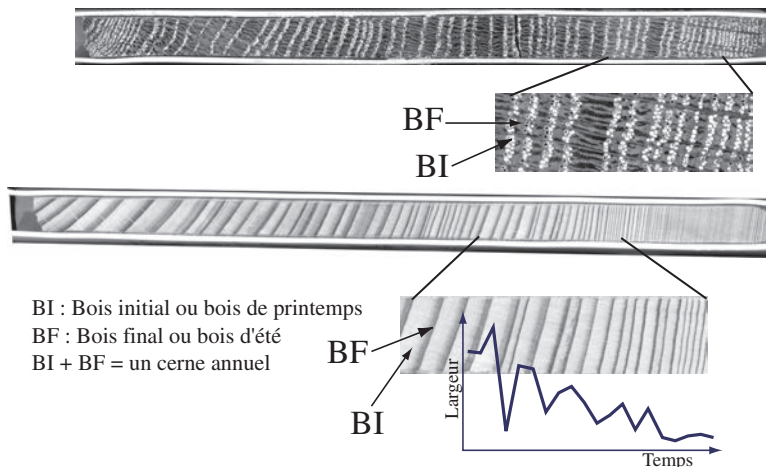 BF
BI
BI : Bois initial ou bois de printemps
BF : Bois final ou bois d'été
BI + BF = un cerne annuel
BF
BI
Largeur
Temps